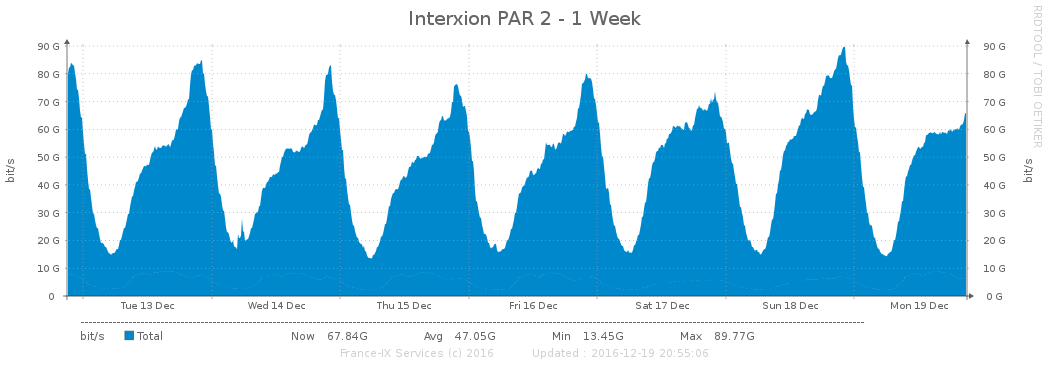 Interxion PAR 2 - 1 Week
RRDTOOL / TOBI OETIKER
90 G 90 G
80 G 80 G
70 G 70 G
60 G 60 G
50 G 50 G
40 G 40 G
30 G 30 G
20 G 20 G
10 G 10 G
0 0 G
bit/s bit/s
Tue 13 Dec Wed 14 Dec Thu 15 Dec Fri 16 Dec Sat 17 Dec Sun 18 Dec Mon 19 Dec
bit/s Total Now 67.84G Avg 47.05G Min 13.45G Max 89.77G
France-IX Services (c) 2016 Updated : 2016-12-19 20:55:06